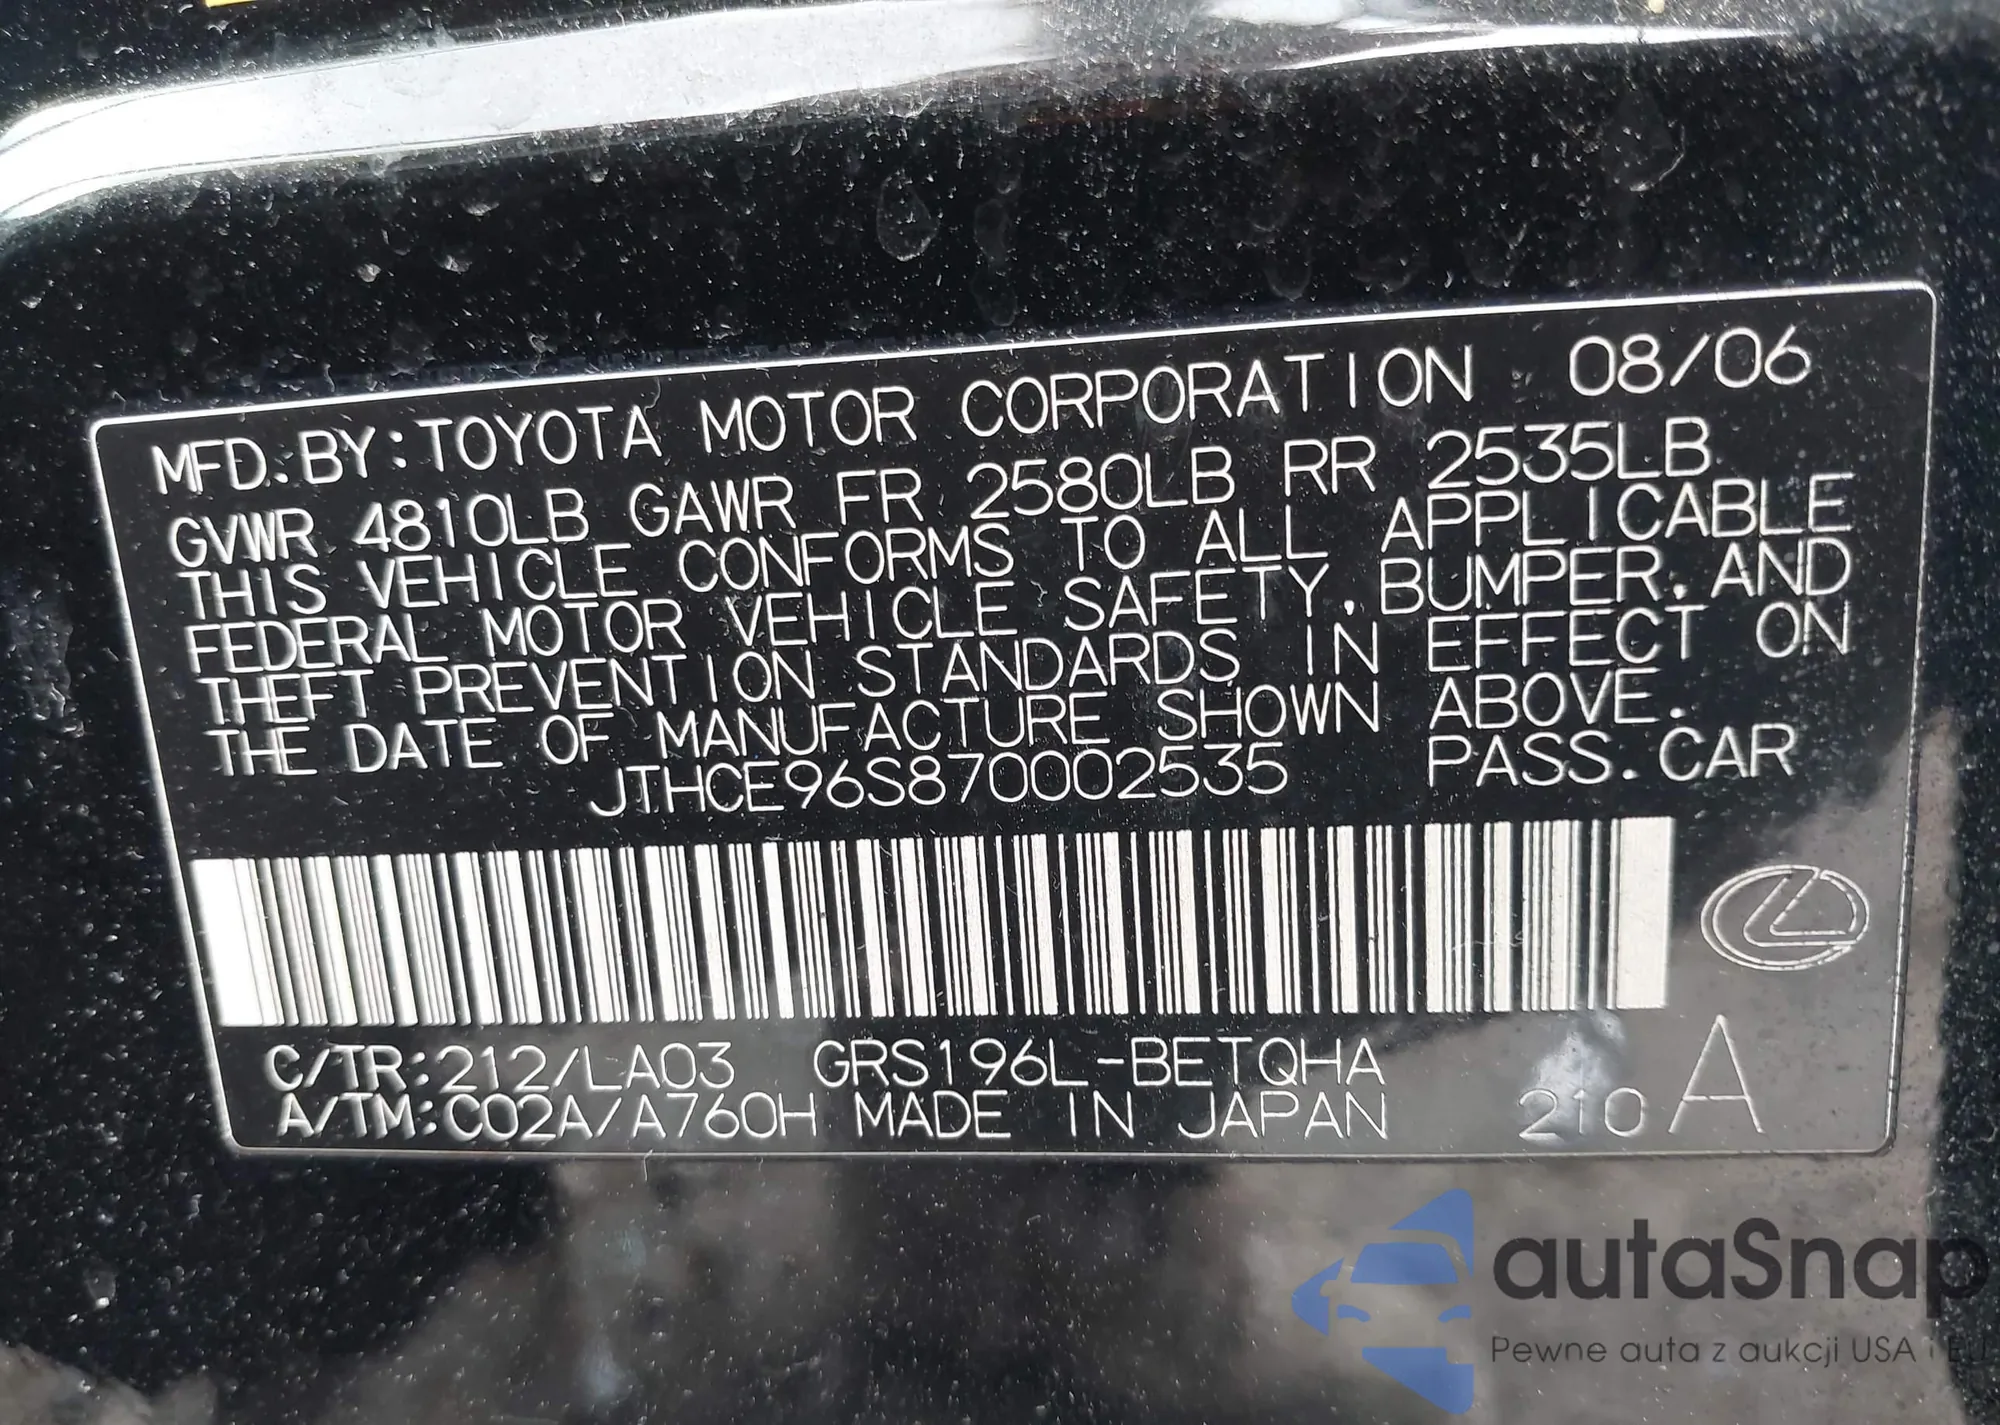 MFD. BY: TOYOTA MOTOR CORPORATION 08/06
GVWR 4810LB GAWR FR 2580LB RR 2535LB
THIS VEHICLE CONFORMS TO ALL APPLICABLE
FEDERAL MOTOR VEHICLE SAFETY, BUMPER, AND
THEFT PREVENTION STANDARDS IN EFFECT ON
THE DATE OF MANUFACTURE SHOWN ABOVE.
JTHCE96S870002535 PASS. CAR
C/TR: 212/LA03 GRS196L-BETQHA
A/TM: C02A/A760H MADE IN JAPAN 210 A
autaSnap
Pewne auta z aukcji USA i EU